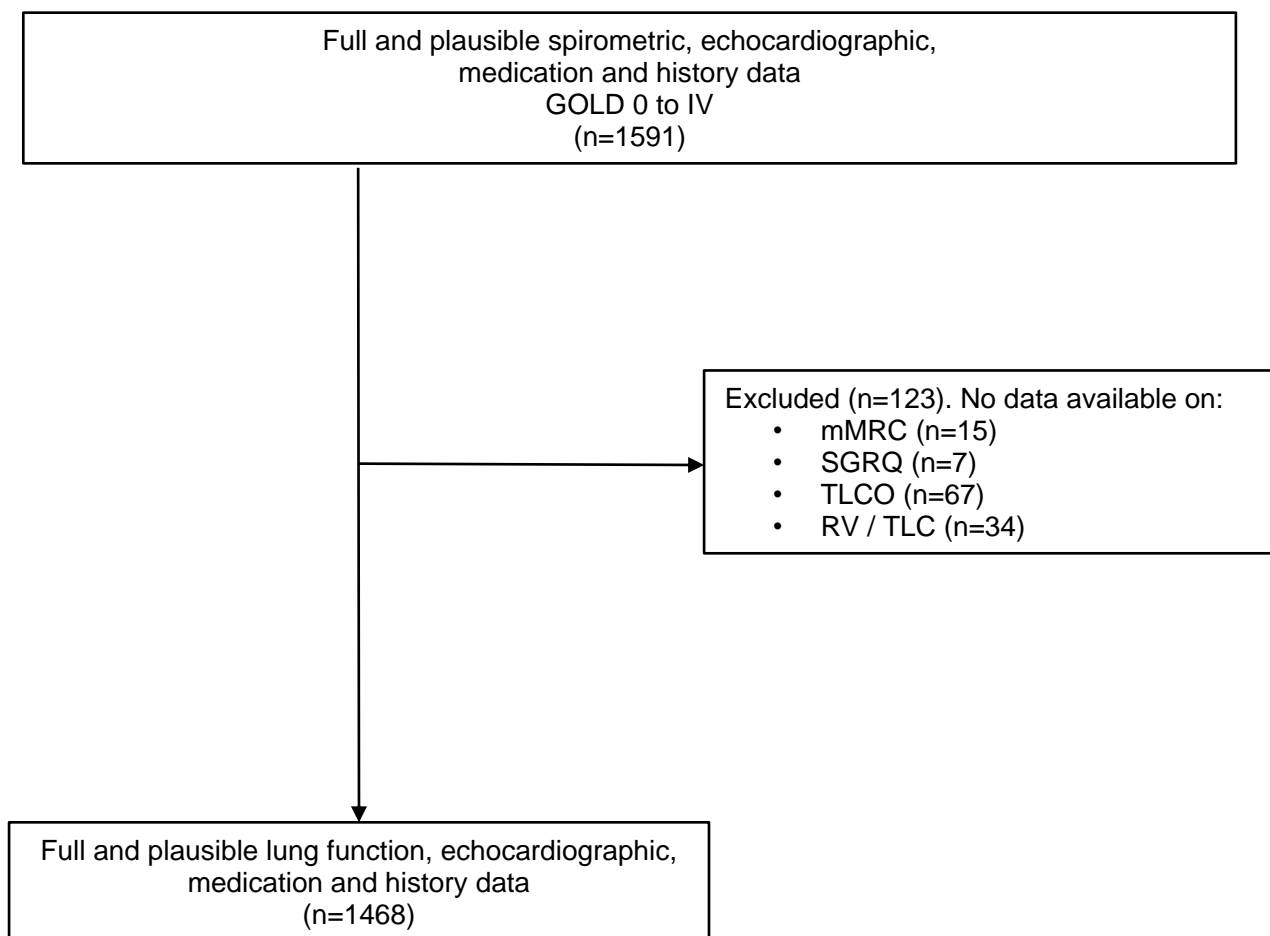 Full and plausible spirometric, echocardiographic,
medication and history data
GOLD 0 to IV
(n=1591)
Excluded (n=123). No data available on:
• mMRC (n=15)
• SGRQ (n=7)
• TLCO (n=67)
• RV / TLC (n=34)
Full and plausible lung function, echocardiographic,
medication and history data
(n=1468)